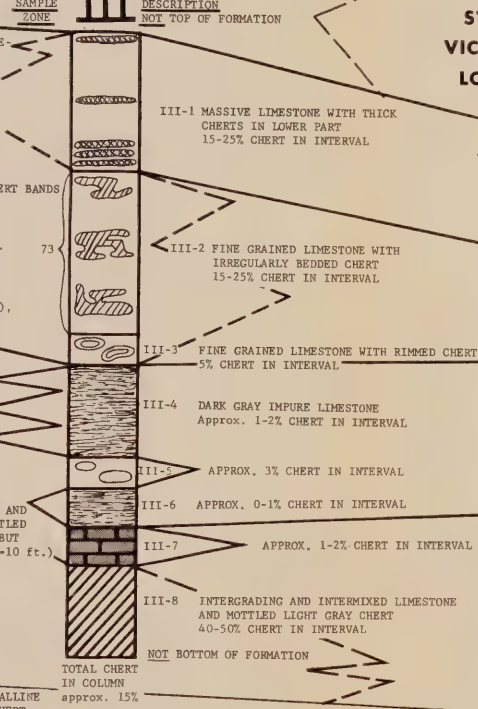 SAMPLE
ZONE
III
DESCRIPTION
NOT TOP OF FORMATION
VIC
LO
III-1 MASSIVE LIMESTONE WITH THICK
CHERTS IN LOWER PART
15-25% CHERT IN INTERVAL
ERT BANDS
73
III-2 FINE GRAINED LIMESTONE WITH
IRREGULARLY BEDDED CHERT
15-25% CHERT IN INTERVAL
III-3 FINE GRAINED LIMESTONE WITH RIMMED CHERT
5% CHERT IN INTERVAL
III-4 DARK GRAY IMPURE LIMESTONE
Approx. 1-2% CHERT IN INTERVAL
III-5 APPROX. 3% CHERT IN INTERVAL
III-6 APPROX. 0-1% CHERT IN INTERVAL
AND
TLED
BUT
-10 ft.)
III-7 APPROX. 1-2% CHERT IN INTERVAL
III-8 INTERGRADING AND INTERMIXED LIMESTONE
AND MOTTLED LIGHT GRAY CHERT
40-50% CHERT IN INTERVAL
NOT BOTTOM OF FORMATION
TOTAL CHERT
IN COLUMN
approx. 15%
ALLINE